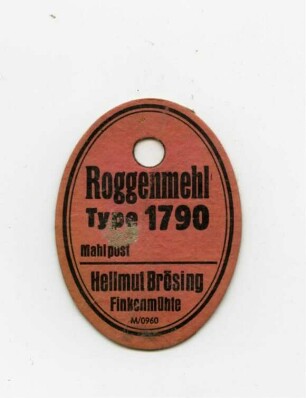 Roggenmehl
Type 1790
Mahlpost
Hellmut Brösing
Finkenmühle
M/0960